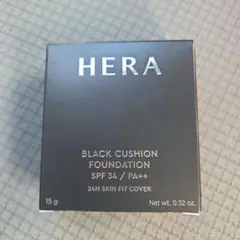 HERA
BLACK CUSHION
FOUNDATION
SPF 34 / PA++
24H SKIN FIT COVER
15 g
Net wt. 0.52 oz.